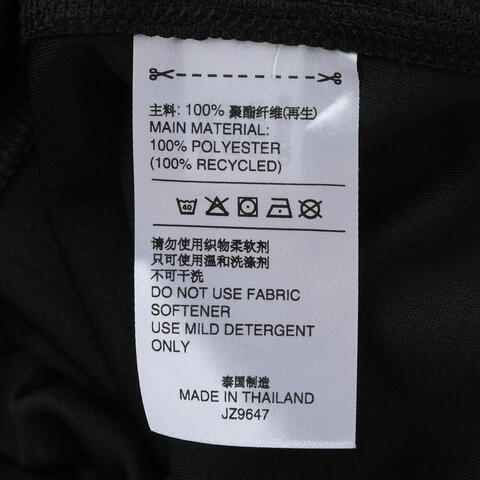 主料: 100% 聚酯纤维(再生)
MAIN MATERIAL:
100% POLYESTER
(100% RECYCLED)
40
请勿使用织物柔软剂
只可使用温和洗涤剂
不可干洗
DO NOT USE FABRIC
SOFTENER
USE MILD DETERGENT
ONLY
泰国制造
MADE IN THAILAND
JZ9647